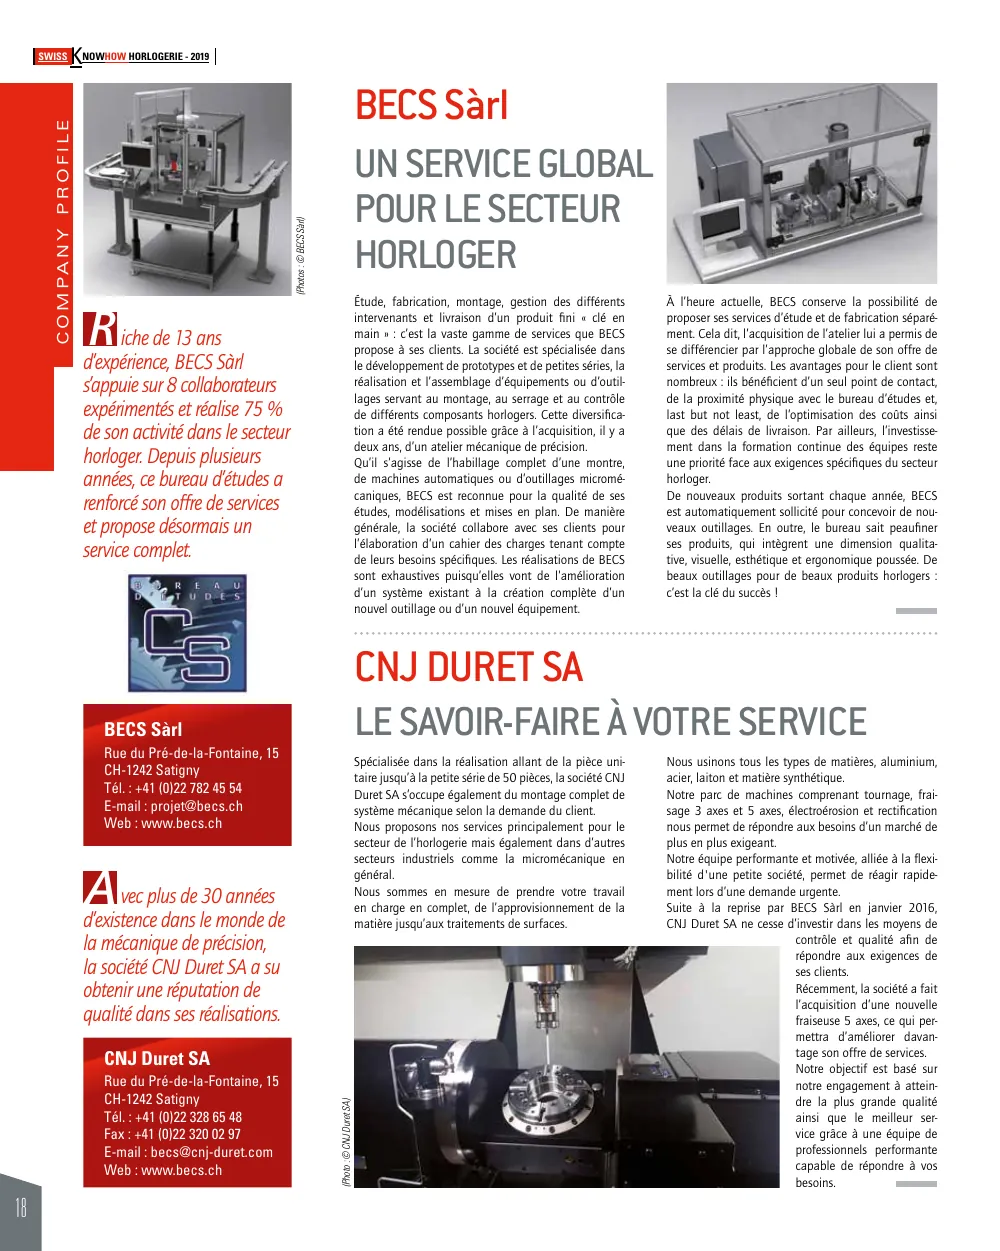 SWISS KNOWHOW HORLOGERIE - 2019
COMPANY PROFILE
(Photos : © BECS Sàrl)
Riche de 13 ans
d'expérience, BECS Sàrl
s'appuie sur 8 collaborateurs
expérimentés et réalise 75 %
de son activité dans le secteur
horloger. Depuis plusieurs
années, ce bureau d'études a
renforcé son offre de services
et propose désormais un
service complet.
BUREAU
D'ÉTUDES
CS
BECS Sàrl
Rue du Pré-de-la-Fontaine, 15
CH-1242 Satigny
Tél. : +41 (0)22 782 45 54
E-mail : projet@becs.ch
Web : www.becs.ch
Avec plus de 30 années
d'existence dans le monde de
la mécanique de précision,
la société CNJ Duret SA a su
obtenir une réputation de
qualité dans ses réalisations.
CNJ Duret SA
Rue du Pré-de-la-Fontaine, 15
CH-1242 Satigny
Tél. : +41 (0)22 328 65 48
Fax : +41 (0)22 320 02 97
E-mail : becs@cnj-duret.com
Web : www.becs.ch
BECS Sàrl
UN SERVICE GLOBAL
POUR LE SECTEUR
HORLOGER
Étude, fabrication, montage, gestion des différents
intervenants et livraison d'un produit fini « clé en
main » : c'est la vaste gamme de services que BECS
propose à ses clients. La société est spécialisée dans
le développement de prototypes et de petites séries, la
réalisation et l'assemblage d'équipements ou d'outil-
lages servant au montage, au serrage et au contrôle
de différents composants horlogers. Cette diversifica-
tion a été rendue possible grâce à l'acquisition, il y a
deux ans, d'un atelier mécanique de précision.
Qu'il s'agisse de l'habillage complet d'une montre,
de machines automatiques ou d'outillages micromé-
caniques, BECS est reconnue pour la qualité de ses
études, modélisations et mises en plan. De manière
générale, la société collabore avec ses clients pour
l'élaboration d'un cahier des charges tenant compte
de leurs besoins spécifiques. Les réalisations de BECS
sont exhaustives puisqu'elles vont de l'amélioration
d'un système existant à la création complète d'un
nouvel outillage ou d'un nouvel équipement.
À l'heure actuelle, BECS conserve la possibilité de
proposer ses services d'étude et de fabrication séparé-
ment. Cela dit, l'acquisition de l'atelier lui a permis de
se différencier par l'approche globale de son offre de
services et produits. Les avantages pour le client sont
nombreux : ils bénéficient d'un seul point de contact,
de la proximité physique avec le bureau d'études et,
last but not least, de l'optimisation des coûts ainsi
que des délais de livraison. Par ailleurs, l'investisse-
ment dans la formation continue des équipes reste
une priorité face aux exigences spécifiques du secteur
horloger.
De nouveaux produits sortant chaque année, BECS
est automatiquement sollicité pour concevoir de nou-
veaux outillages. En outre, le bureau sait peaufiner
ses produits, qui intègrent une dimension qualita-
tive, visuelle, esthétique et ergonomique poussée. De
beaux outillages pour de beaux produits horlogers :
c'est la clé du succès !
CNJ DURET SA
LE SAVOIR-FAIRE À VOTRE SERVICE
Spécialisée dans la réalisation allant de la pièce uni-
taire jusqu'à la petite série de 50 pièces, la société CNJ
Duret SA s'occupe également du montage complet de
système mécanique selon la demande du client.
Nous proposons nos services principalement pour le
secteur de l'horlogerie mais également dans d'autres
secteurs industriels comme la micromécanique en
général.
Nous sommes en mesure de prendre votre travail
en charge en complet, de l'approvisionnement de la
matière jusqu'aux traitements de surfaces.
Nous usinons tous les types de matières, aluminium,
acier, laiton et matière synthétique.
Notre parc de machines comprenant tournage, frai-
sage 3 axes et 5 axes, électroérosion et rectification
nous permet de répondre aux besoins d'un marché de
plus en plus exigeant.
Notre équipe performante et motivée, alliée à la flexi-
bilité d'une petite société, permet de réagir rapide-
ment lors d'une demande urgente.
Suite à la reprise par BECS Sàrl en janvier 2016,
CNJ Duret SA ne cesse d'investir dans les moyens de
contrôle et qualité afin de
répondre aux exigences de
ses clients.
Récemment, la société a fait
l'acquisition d'une nouvelle
fraiseuse 5 axes, ce qui per-
mettra d'améliorer davan-
tage son offre de services.
Notre objectif est basé sur
notre engagement à attein-
dre la plus grande qualité
ainsi que le meilleur ser-
vice grâce à une équipe de
professionnels performante
capable de répondre à vos
besoins.
(Photo : © CNJ Duret SA)
18